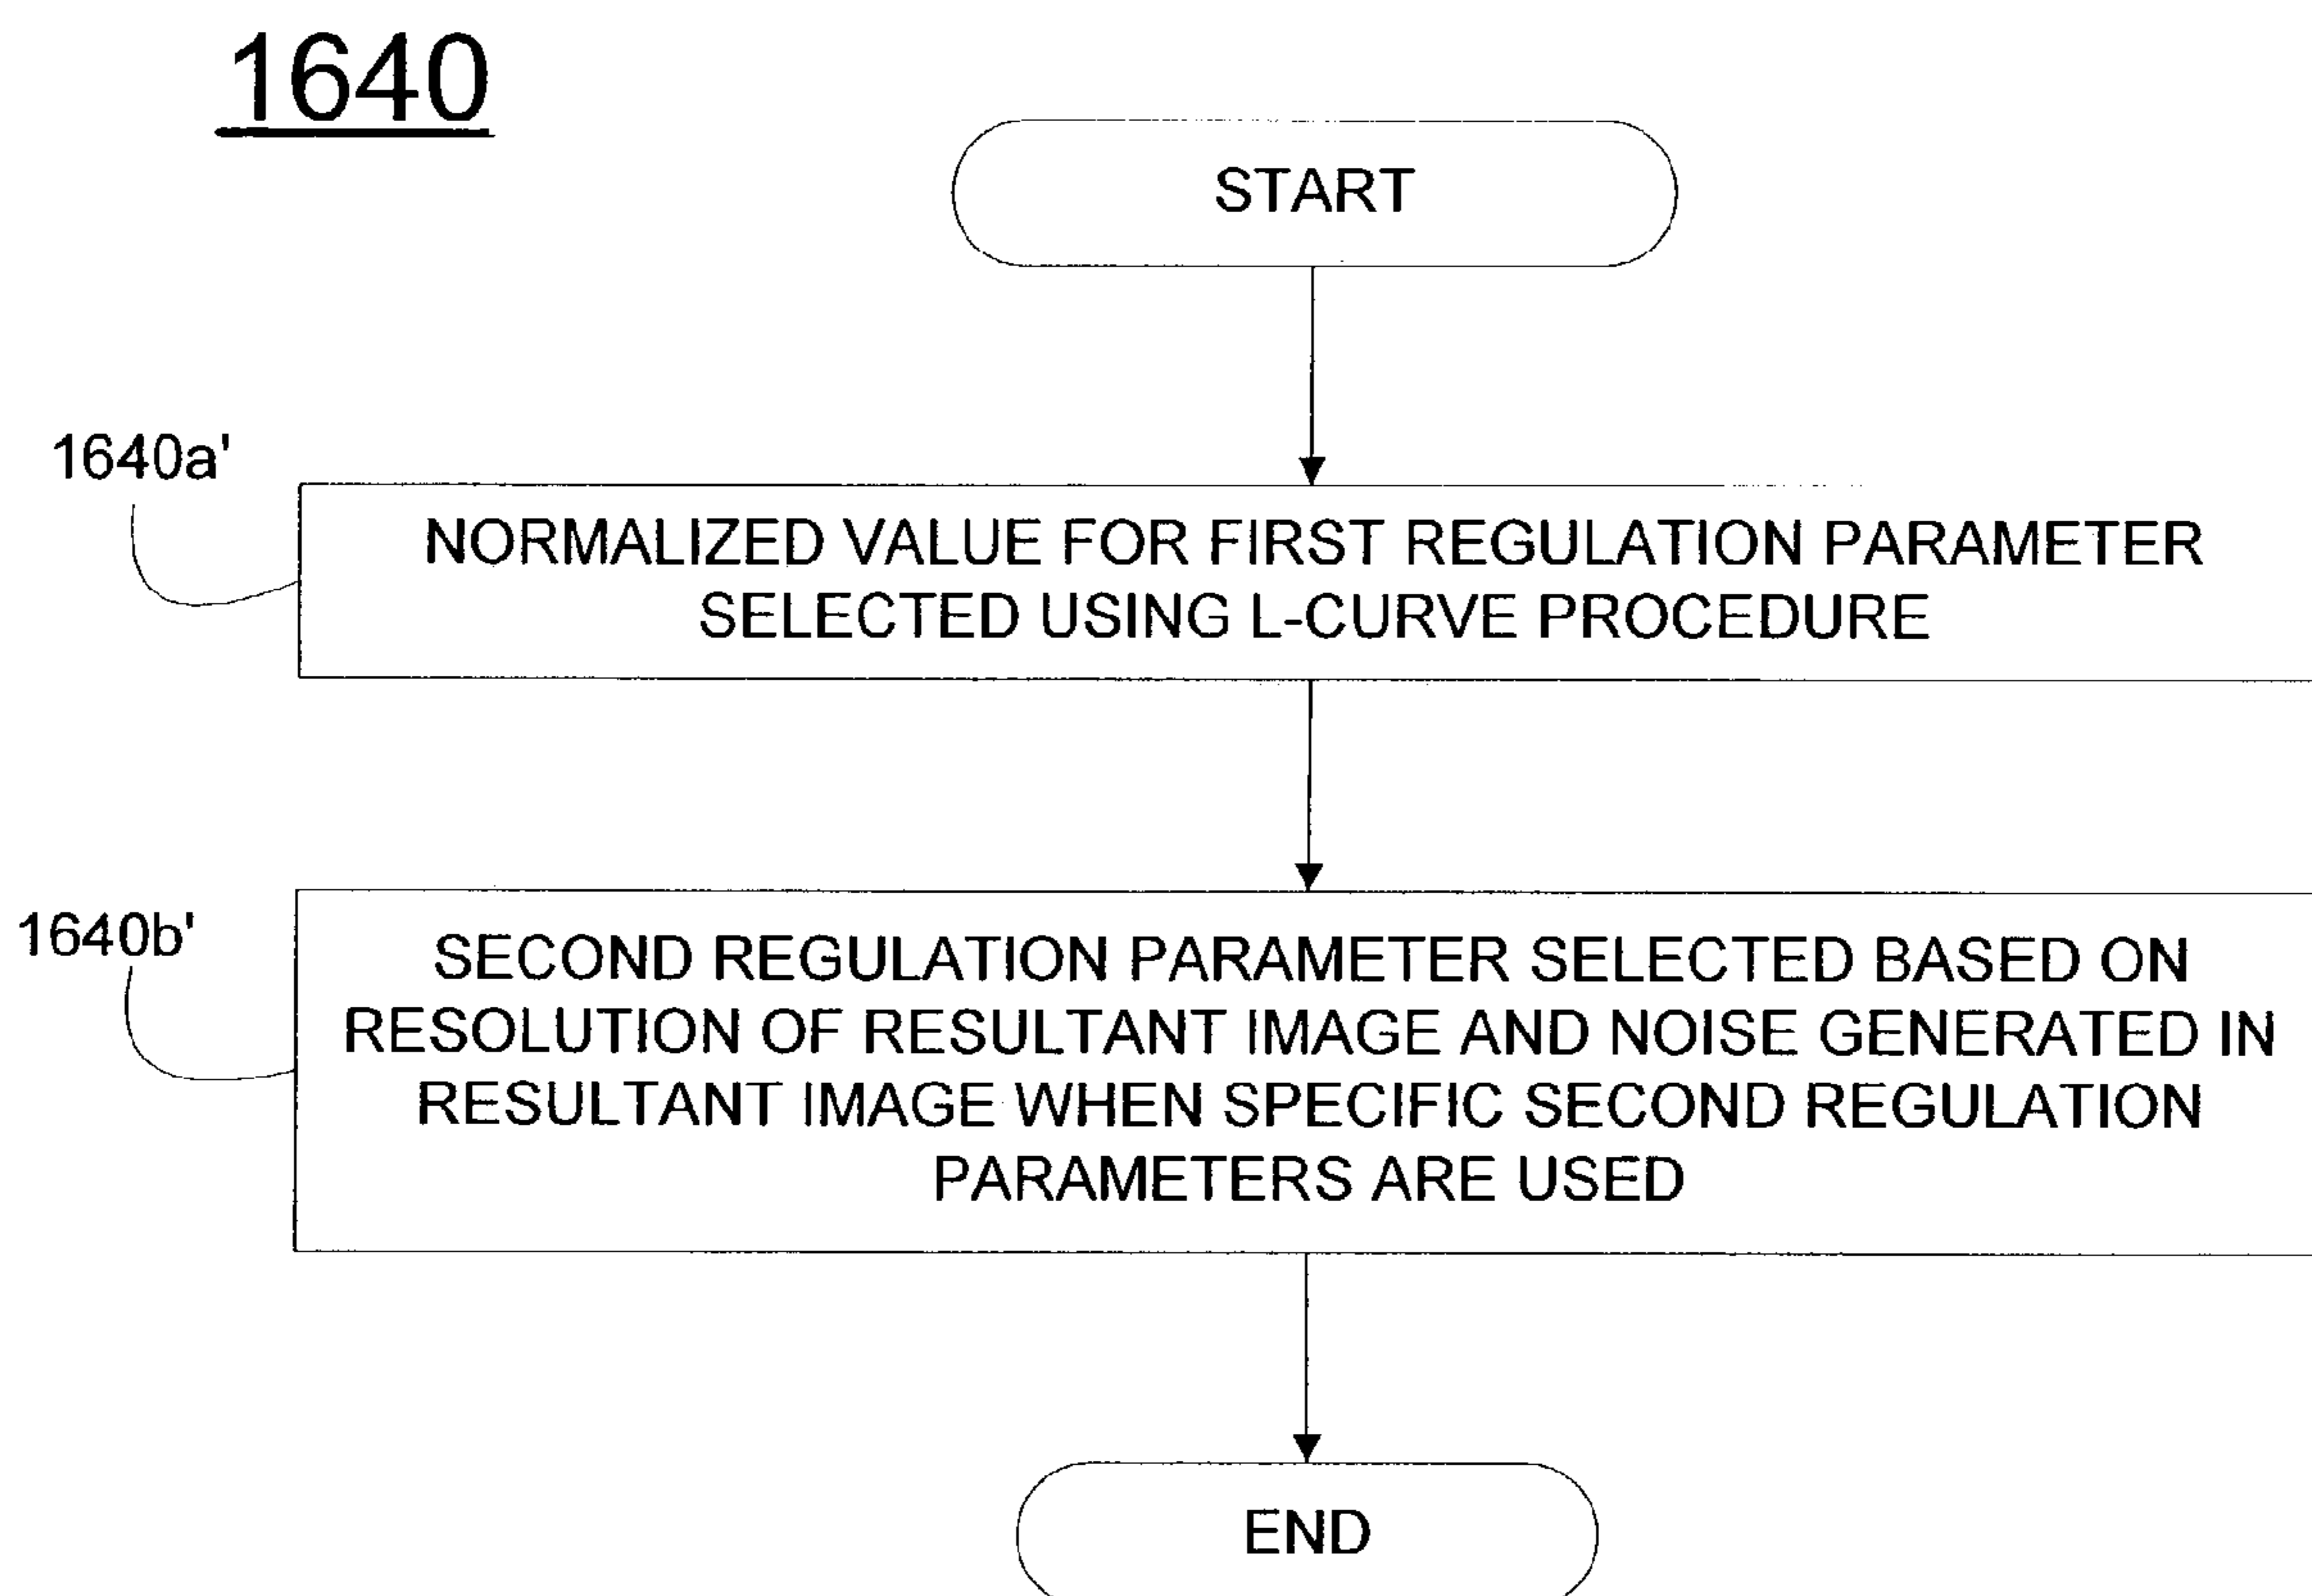 1640
START
1640a'
NORMALIZED VALUE FOR FIRST REGULATION PARAMETER
SELECTED USING L-CURVE PROCEDURE
1640b'
SECOND REGULATION PARAMETER SELECTED BASED ON
RESOLUTION OF RESULTANT IMAGE AND NOISE GENERATED IN
RESULTANT IMAGE WHEN SPECIFIC SECOND REGULATION
PARAMETERS ARE USED
END